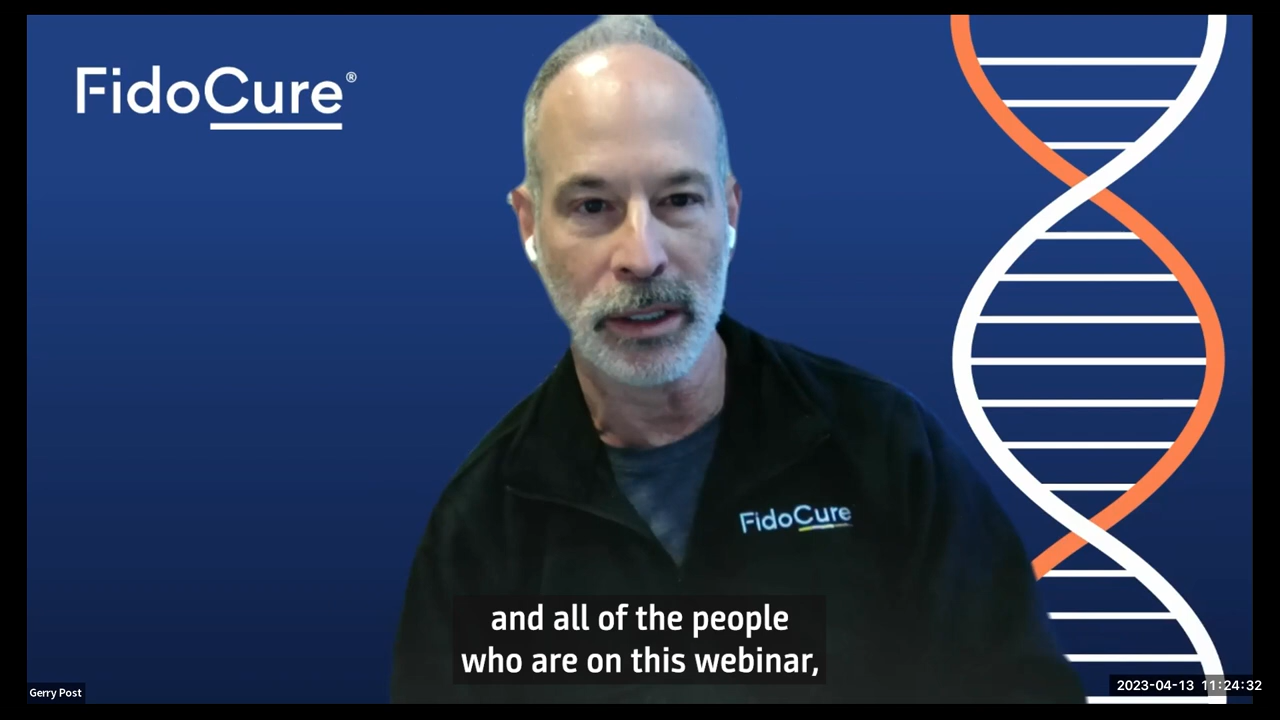 FidoCure®
FidoCure
and all of the people
who are on this webinar,
Gerry Post
2023-04-13 11:24:32